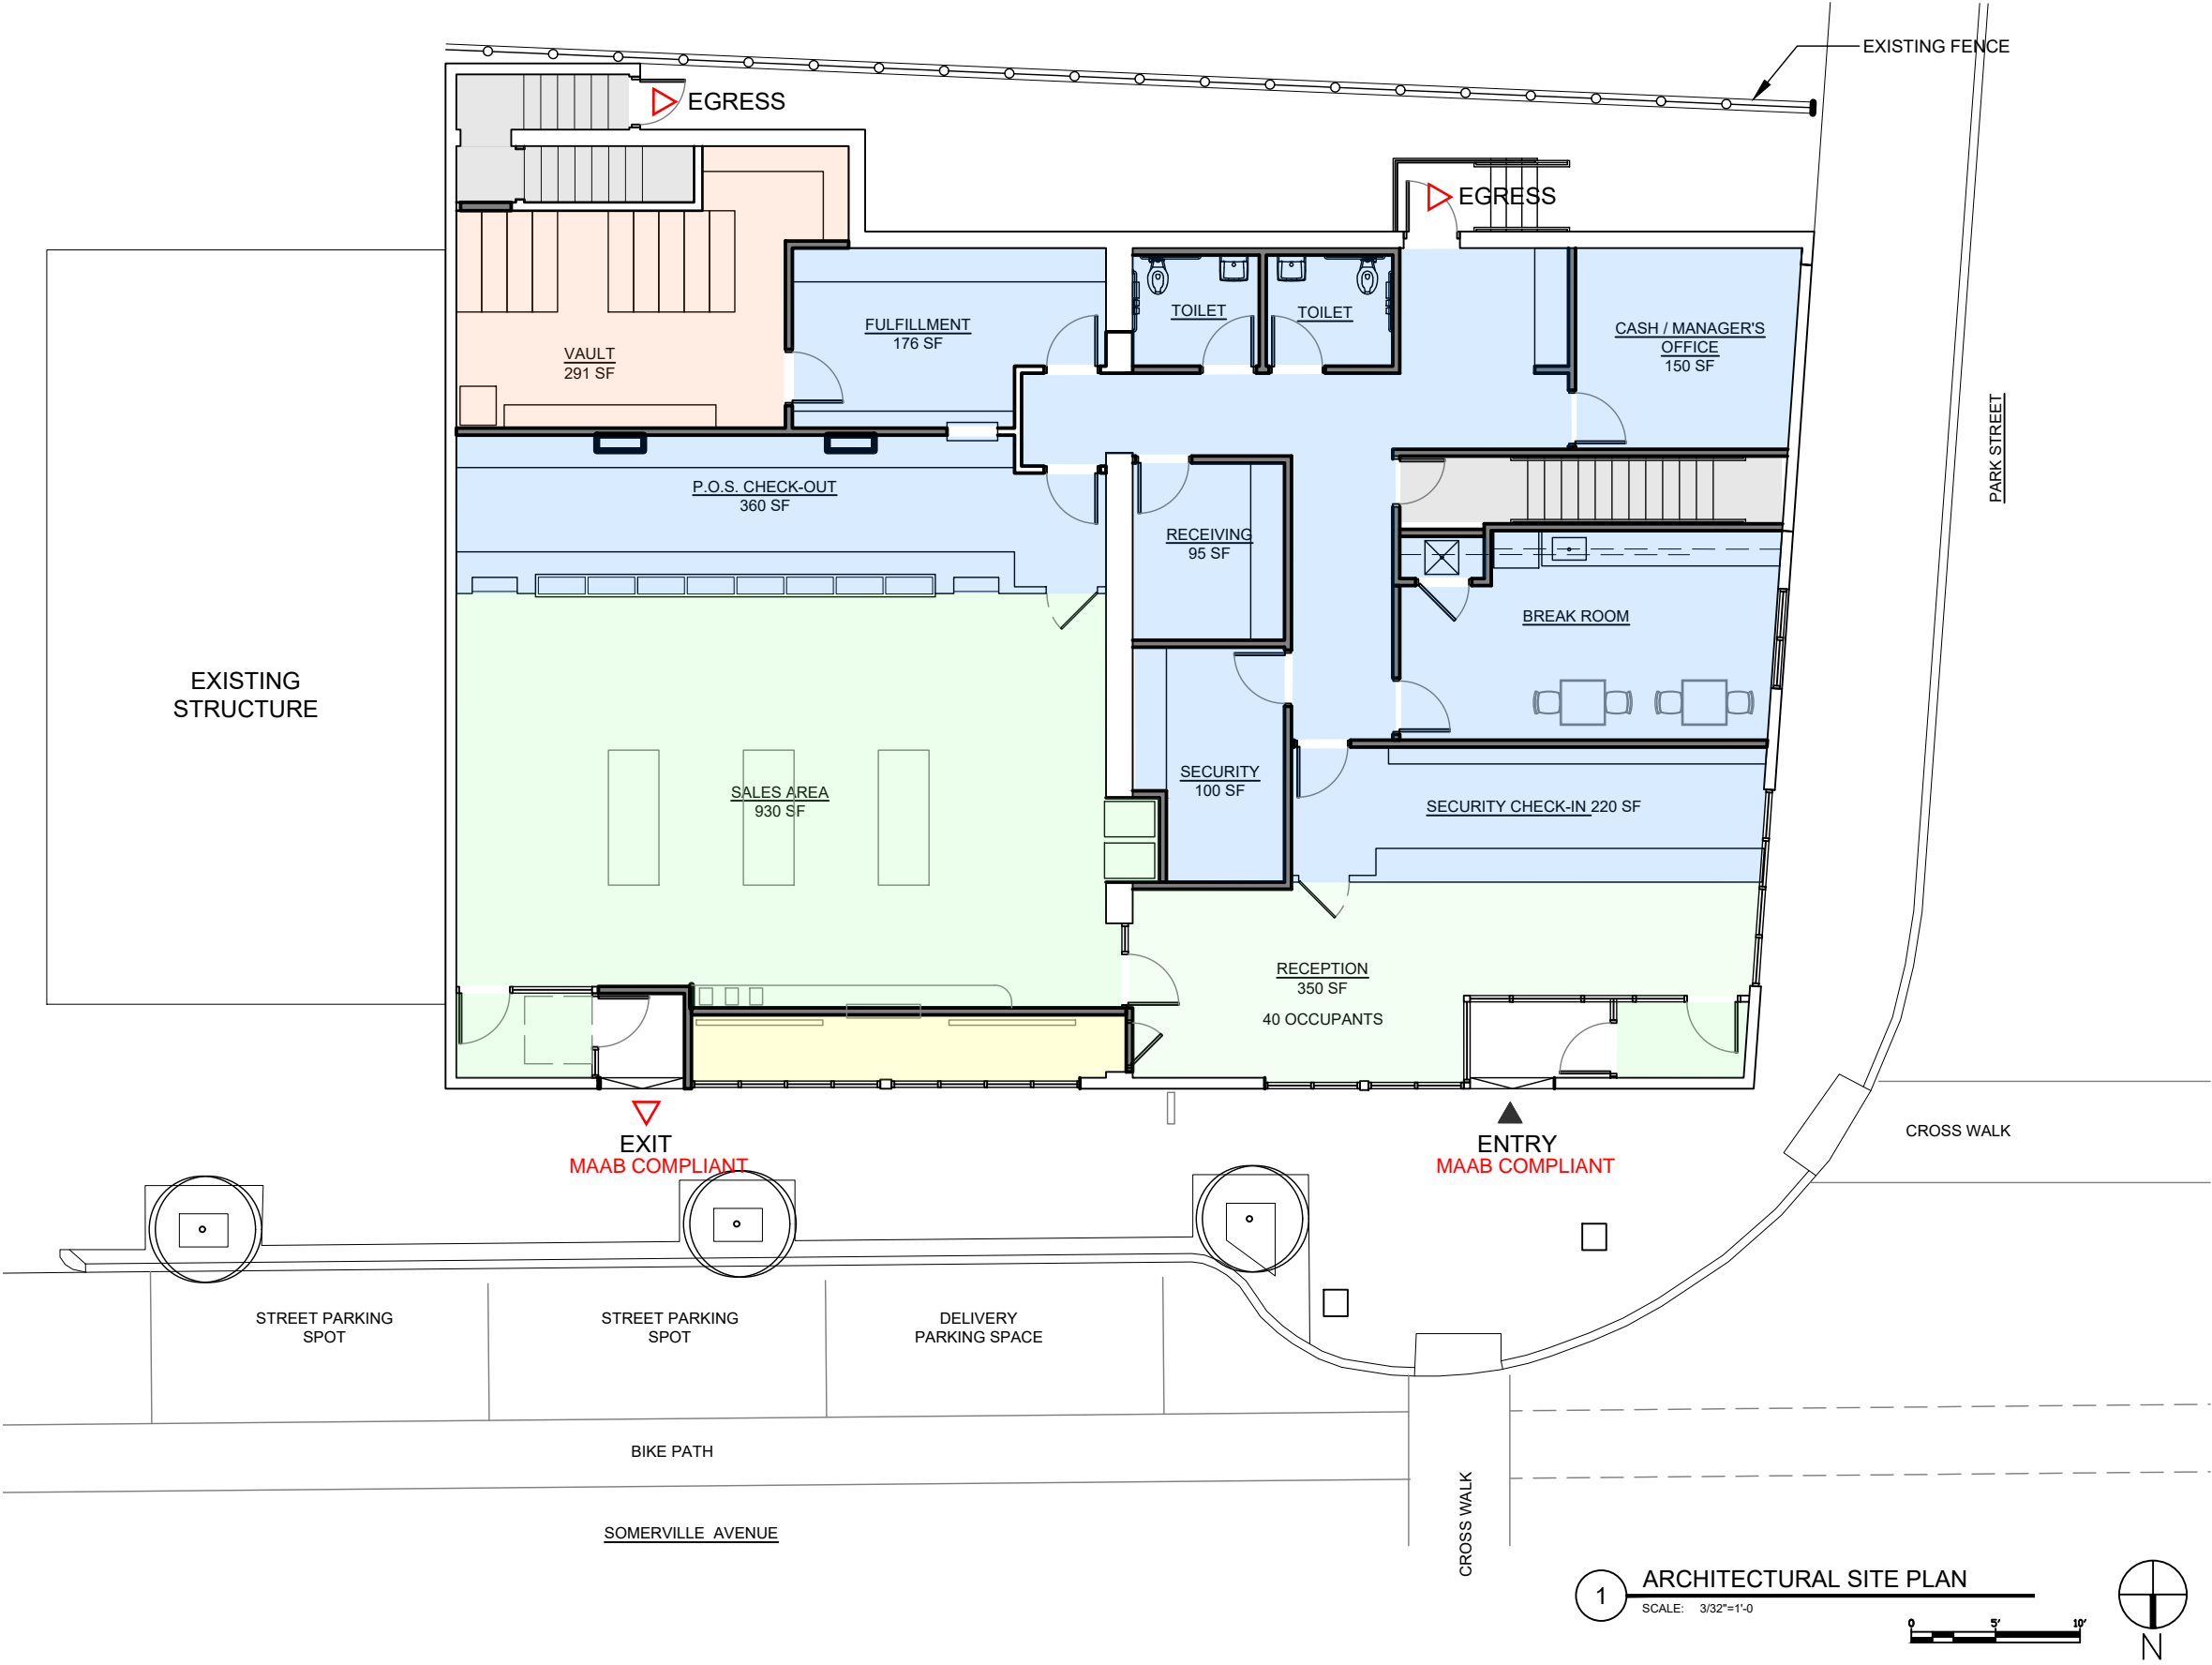 EXISTING FENCE
EGRESS
EGRESS
TOILET
TOILET
FULFILLMENT
176 SF
CASH / MANAGER'S
OFFICE
150 SF
VAULT
291 SF
PARK STREET
P.O.S. CHECK-OUT
360 SF
RECEIVING
95 SF
BREAK ROOM
EXISTING
STRUCTURE
SALES AREA
930 SF
SECURITY
100 SF
SECURITY CHECK-IN 220 SF
RECEPTION
350 SF
40 OCCUPANTS
EXIT
MAAB COMPLIANT
ENTRY
MAAB COMPLIANT
CROSS WALK
STREET PARKING
SPOT
STREET PARKING
SPOT
DELIVERY
PARKING SPACE
BIKE PATH
CROSS WALK
SOMERVILLE AVENUE
1
ARCHITECTURAL SITE PLAN
SCALE: 3/32"=1'-0
0 5' 10'
N